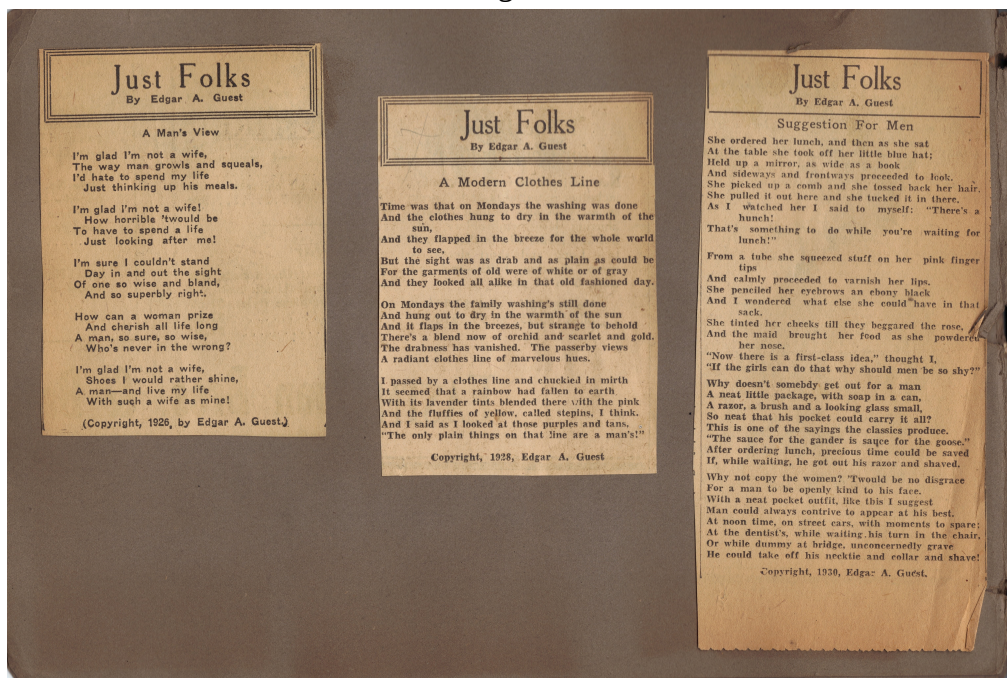 Just Folks
By Edgar A. Guest
A Man's View
I'm glad I'm not a wife,
The way man growls and squeals,
I'd hate to spend my life
Just thinking up his meals.
I'm glad I'm not a wife!
How horrible 'twould be
To have to spend a life
Just looking after me!
I'm sure I couldn't stand
Day in and out the sight
Of one so wise and bland,
And so superbly right.
How can a woman prize
And cherish all life long
A man, so sure, so wise,
Who's never in the wrong?
I'm glad I'm not a wife,
Shoes I would rather shine,
A man—and live my life
With such a wife as mine!
(Copyright, 1926, by Edgar A. Guest.)
Just Folks
By Edgar A. Guest
A Modern Clothes Line
Time was that on Mondays the washing was done
And the clothes hung to dry in the warmth of the
sun,
And they flapped in the breeze for the whole world
to see,
But the sight was as drab and as plain as could be
For the garments of old were of white or of gray
And they looked all alike in that old fashioned day.
On Mondays the family washing's still done
And hung out to dry in the warmth of the sun
And it flaps in the breezes, but strange to behold
There's a blend now of orchid and scarlet and gold.
The drabness has vanished. The passerby views
A radiant clothes line of marvelous hues.
I passed by a clothes line and chuckied in mirth
It seemed that a rainbow had fallen to earth
With its lavender tints blended there with the pink
And the fluffies of yellow, called stepins, I think.
And I said as I looked at those purples and tans,
"The only plain things on that line are a man's!"
Copyright, 1928, Edgar A. Guest
Just Folks
By Edgar A. Guest
Suggestion For Men
She ordered her lunch, and then as she sat
At the table she took off her little blue hat;
Held up a mirror, as wide as a book
And sideways and frontways proceeded to look.
She picked up a comb and she tossed back her hair.
She pulled it out here and she tucked it in there.
As I watched her I said to myself: "There's a
hunch!
That's something to do while you're waiting for
lunch!"
From a tube she squeezed stuff on her pink finger
tips
And calmly proceeded to varnish her lips.
She penciled her eyebrows an ebony black
And I wondered what else she could have in that
sack.
She tinted her cheeks till they beggared the rose,
And the maid brought her food as she powdered
her nose.
"Now there is a first-class idea," thought I,
"If the girls can do that why should men be so shy?"
Why doesn't somebdy get out for a man
A neat little package, with soap in a can,
A razor, a brush and a looking glass small,
So neat that his pocket could carry it all?
This is one of the sayings the classics produce.
"The sauce for the gander is sauce for the goose."
After ordering lunch, precious time could be saved
If, while waiting, he got out his razor and shaved.
Why not copy the women? 'Twould be no disgrace
For a man to be openly kind to his face.
With a neat pocket outfit, like this I suggest
Man could always contrive to appear at his best.
At noon time, on street cars, with moments to spare;
At the dentist's, while waiting his turn in the chair,
Or while dummy at bridge, unconcernedly grave
He could take off his necktie and collar and shave!
Copyright, 1930, Edgar A. Guest.